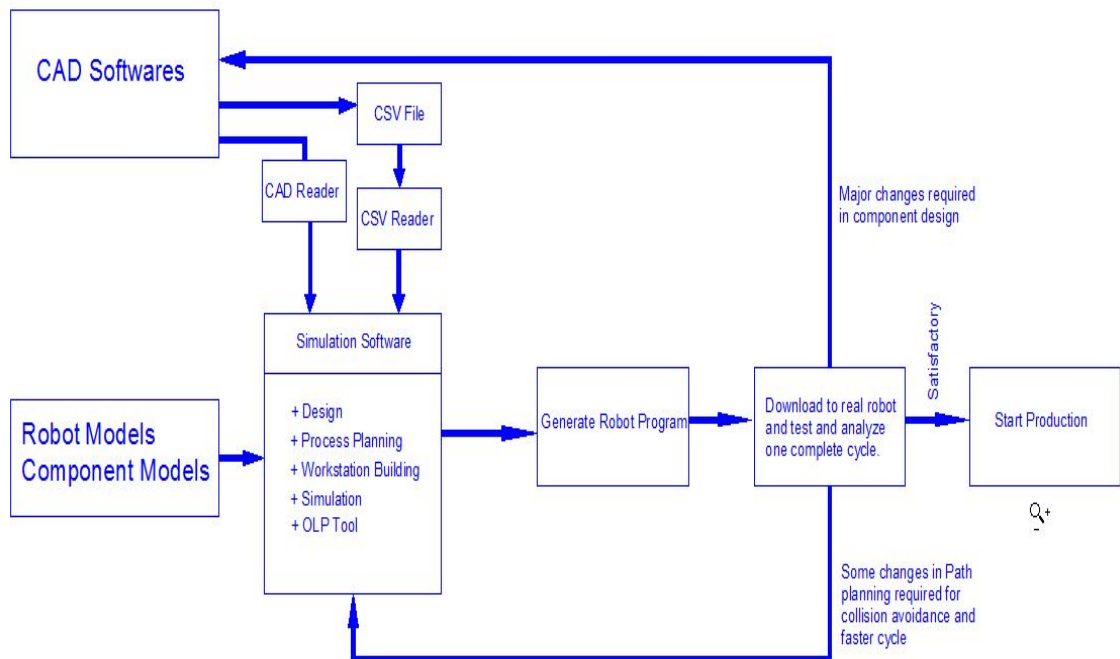 CAD Softwares
CSV File
CAD Reader
CSV Reader
Major changes required
in component design
Simulation Software
+ Design
+ Process Planning
+ Workstation Building
+ Simulation
+ OLP Tool
Robot Models
Component Models
Generate Robot Program
Download to real robot
and test and analyze
one complete cycle.
Satisfactory
Start Production
Some changes in Path
planning required for
collision avoidance and
faster cycle